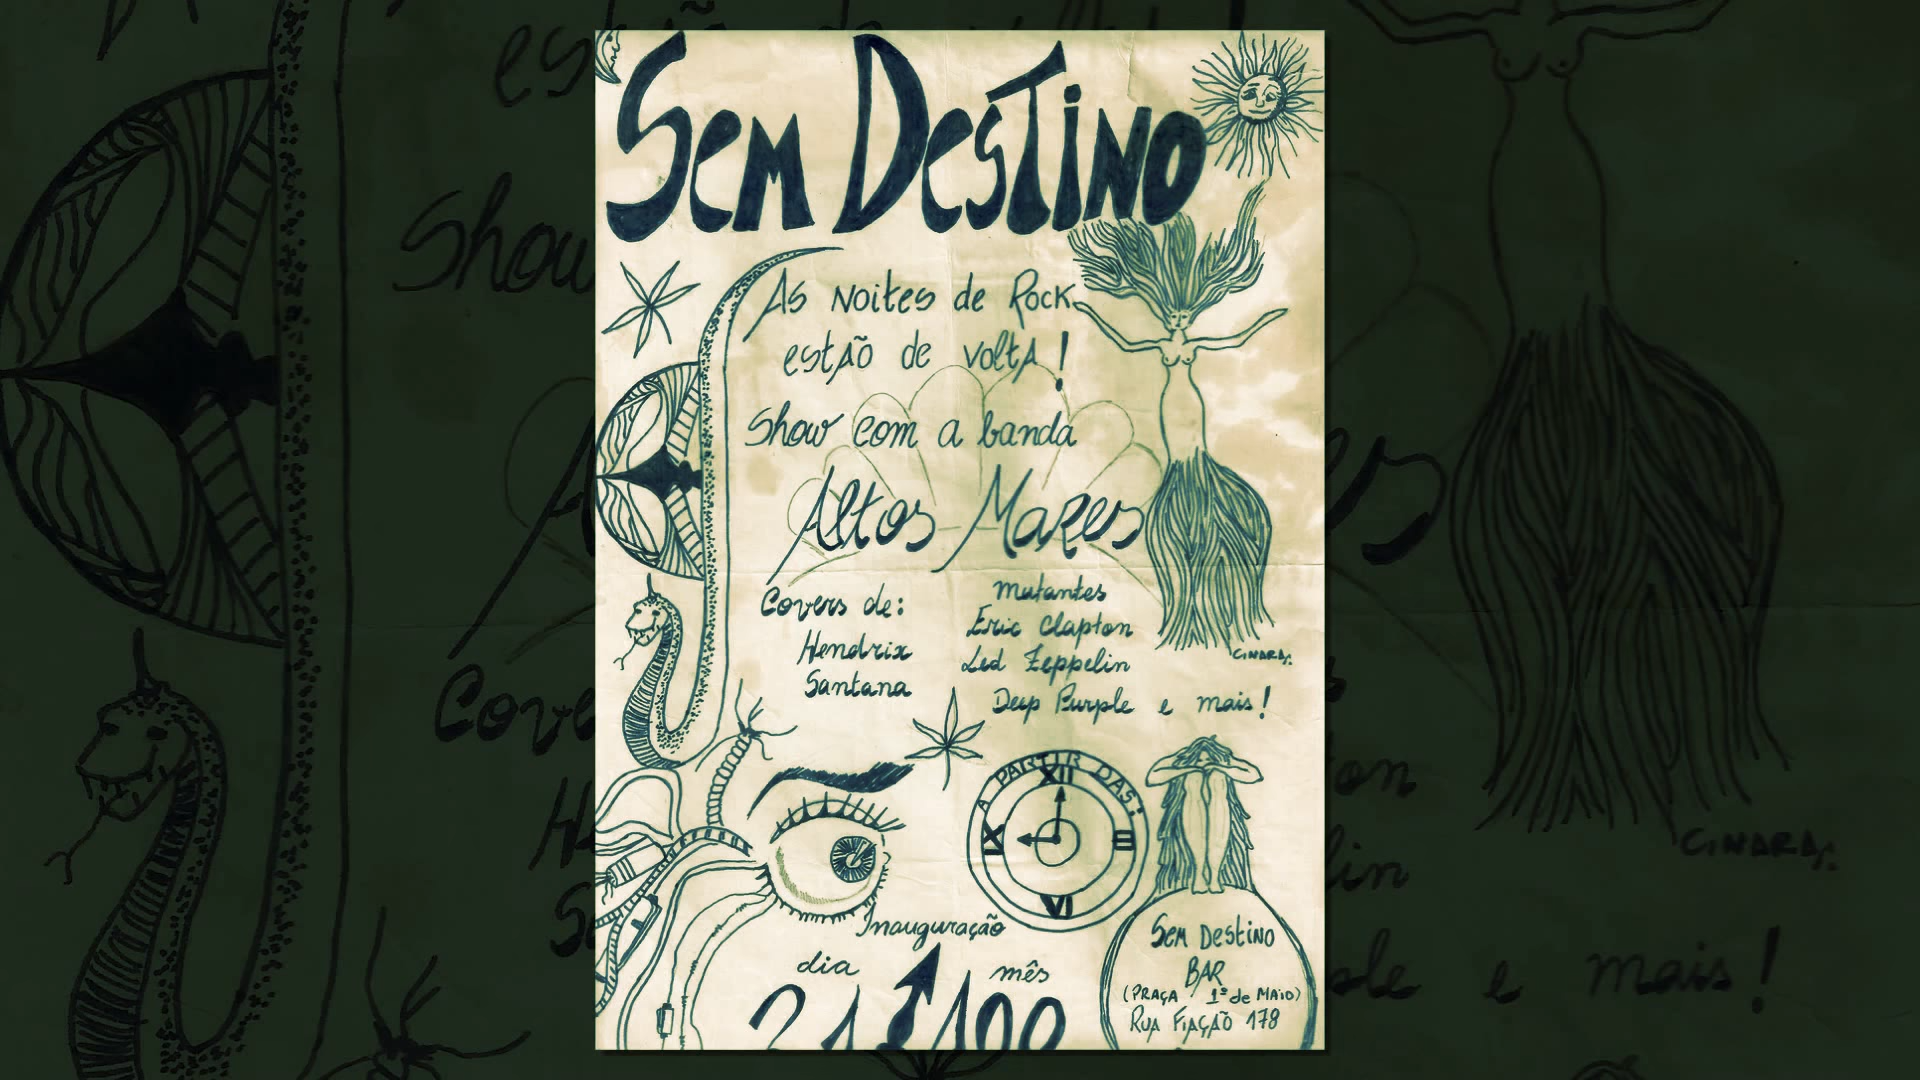 Sem Destino
As Noites de Rock
estão de volta!
Show com a banda
Altos Mares
Covers de:
Hendrix
Santana
Mutantes
Eric Clapton
Led Zeppelin
Deep Purple e mais!
CINARA
A PARTIR DAS:
XII
IX
III
VI
Inauguração
dia
mês
Sem Destino
BAR
(PRAÇA 1º de MAIO)
RUA FIAÇÃO 178